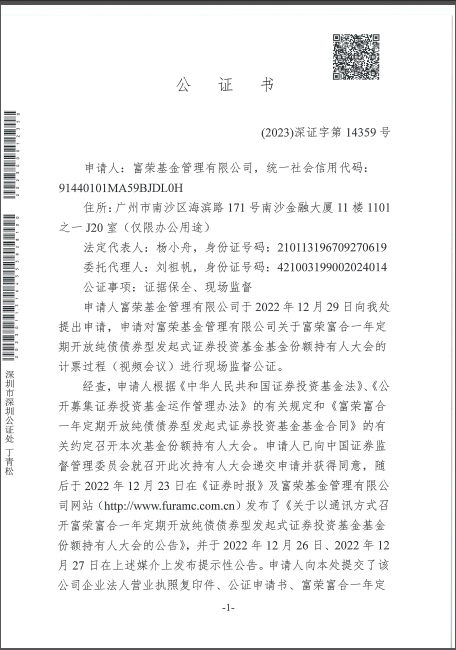 公 证 书
(2023)深证字第 14359 号
申请人：富荣基金管理有限公司，统一社会信用代码：
91440101MA59BJDL0H
住所：广州市南沙区海滨路 171 号南沙金融大厦 11 楼 1101
之一 J20 室（仅限办公用途）
法定代表人：杨小舟，身份证号码：210113196709270619
委托代理人：刘祖帆，身份证号码：421003199002024014
公证事项：证据保全、现场监督
申请人富荣基金管理有限公司于 2022 年 12 月 29 日向我处
提出申请，申请对富荣基金管理有限公司关于富荣富合一年定
期开放纯债债券型发起式证券投资基金基金份额持有人大会的
计票过程（视频会议）进行现场监督公证。
经查，申请人根据《中华人民共和国证券投资基金法》、《公
开募集证券投资基金运作管理办法》的有关规定和《富荣富合
一年定期开放纯债债券型发起式证券投资基金基金合同》的有
关约定召开本次基金份额持有人大会。申请人已向中国证券监
督管理委员会就召开此次持有人大会递交申请并获得同意，随
后于 2022 年 12 月 23 日在《证券时报》及富荣基金管理有限公
司网站（http://www.furamc.com.cn）发布了《关于以通讯方式召
开富荣富合一年定期开放纯债债券型发起式证券投资基金基金
份额持有人大会的公告》，并于 2022 年 12 月 26 日、2022 年 12
月 27 日在上述媒介上发布提示性公告。申请人向本处提交了该
公司企业法人营业执照复印件、公证申请书、富荣富合一年定
-1-
深圳市深圳公证处 丁青松